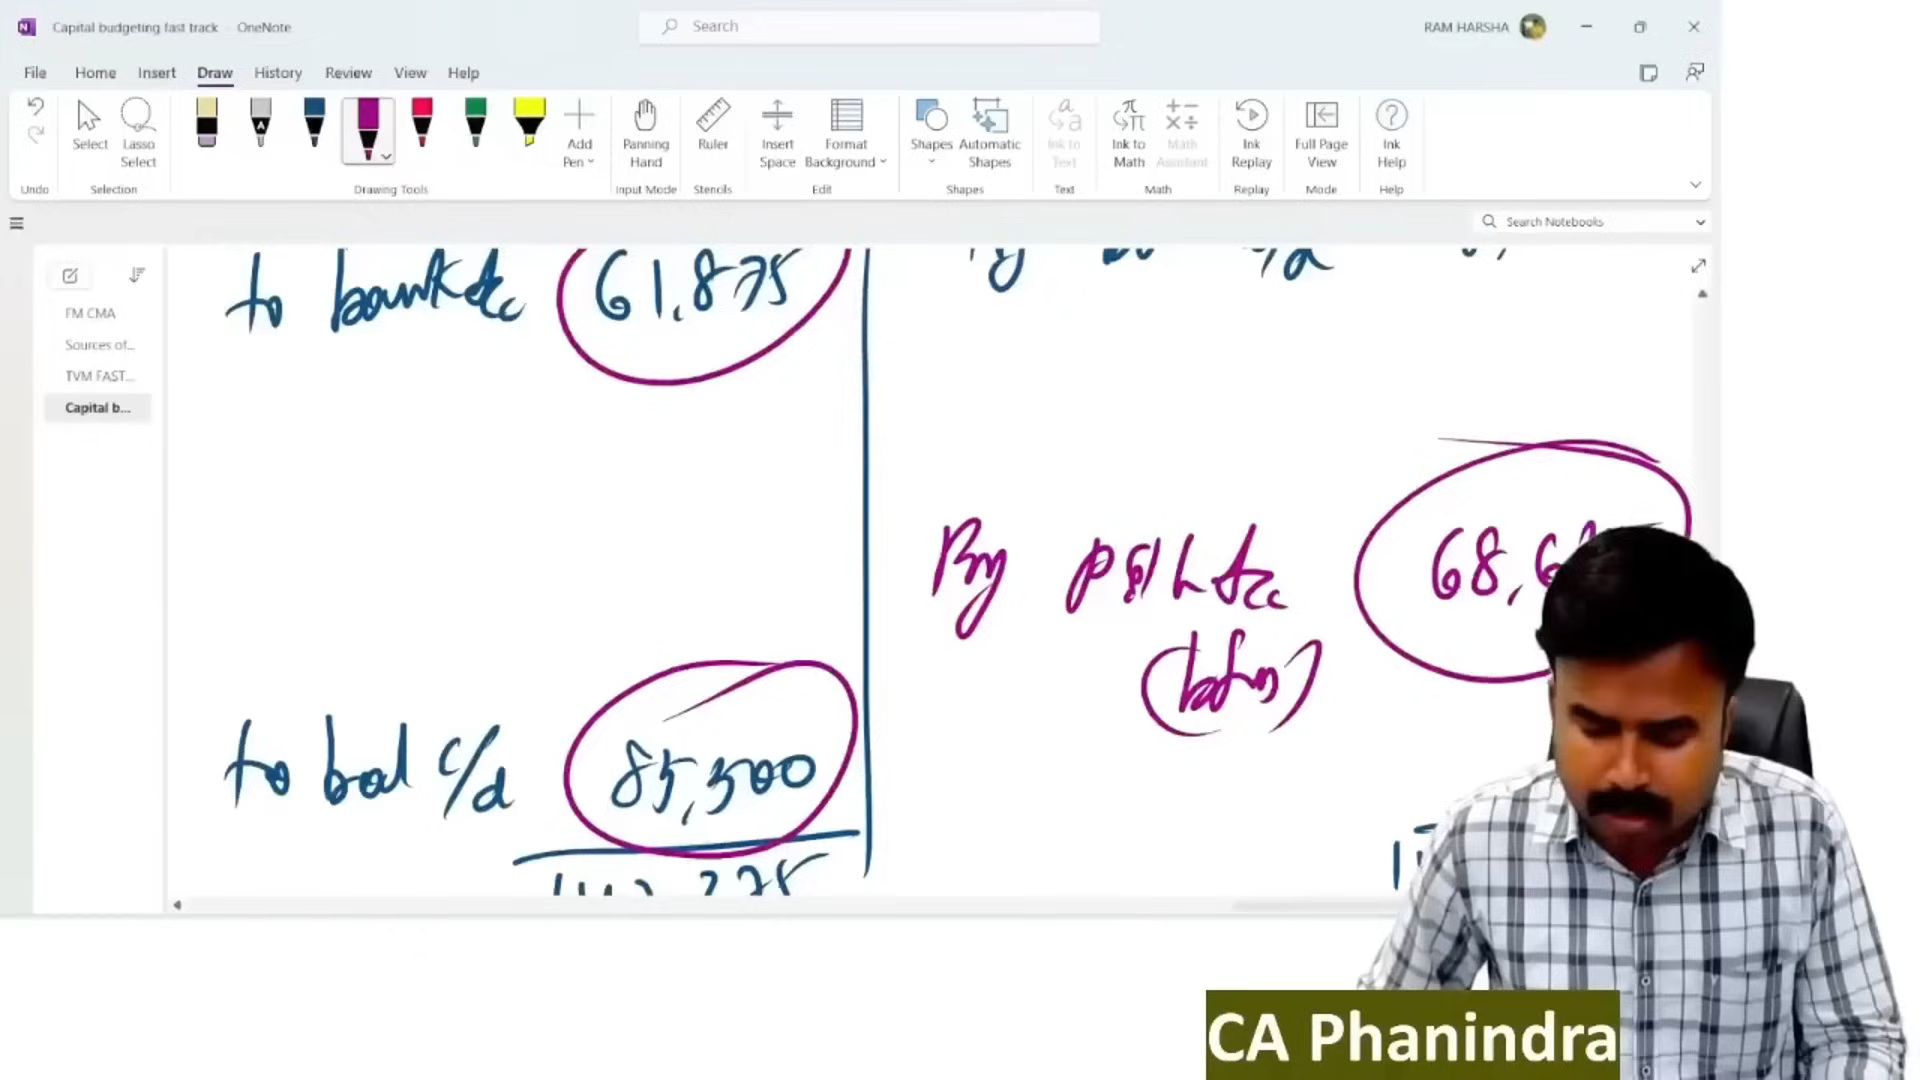 Capital budgeting fast track - OneNote
Search
RAM HARSHA
File Home Insert Draw History Review View Help
Undo
Select
Lasso Select
Selection
Drawing Tools
Add Pen
Panning Hand
Input Mode
Ruler
Stencils
Insert Space
Format Background
Edit
Shapes
Automatic Shapes
Shapes
Ink to Text
Text
Ink to Math
Math Assistant
Math
Ink Replay
Replay
Full Page View
Mode
Ink Help
Help
Search Notebooks
FM CMA
Sources of...
TVM FAST...
Capital b...
to bank a/c 61,875
By
c/d
By P&L a/c 68,6
to bal c/d 85,500
CA Phanindra